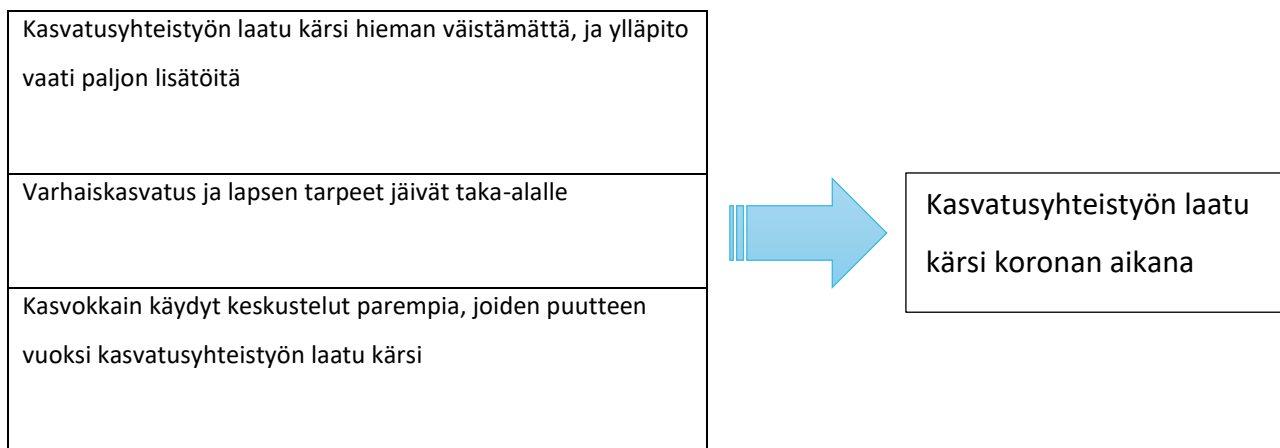 Kasvatusyhteistyön laatu kärsi hieman väistämättä, ja ylläpito
vaati paljon lisätöitä
Varhaiskasvatus ja lapsen tarpeet jäivät taka-alalle
Kasvokkain käydyt keskustelut parempia, joiden puutteen
vuoksi kasvatusyhteistyön laatu kärsi
Kasvatusyhteistyön laatu
kärsi koronan aikana